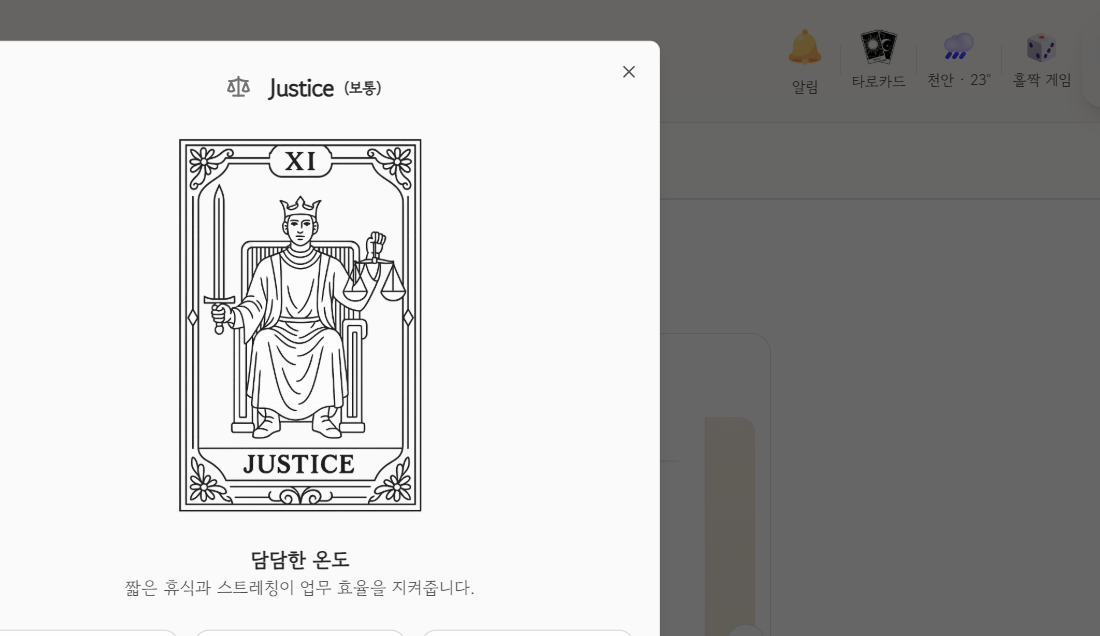 알림
타로카드
천안 · 23°
홀짝 게임
Justice (보통)
XI
JUSTICE
담담한 온도
짧은 휴식과 스트레칭이 업무 효율을 지켜줍니다.